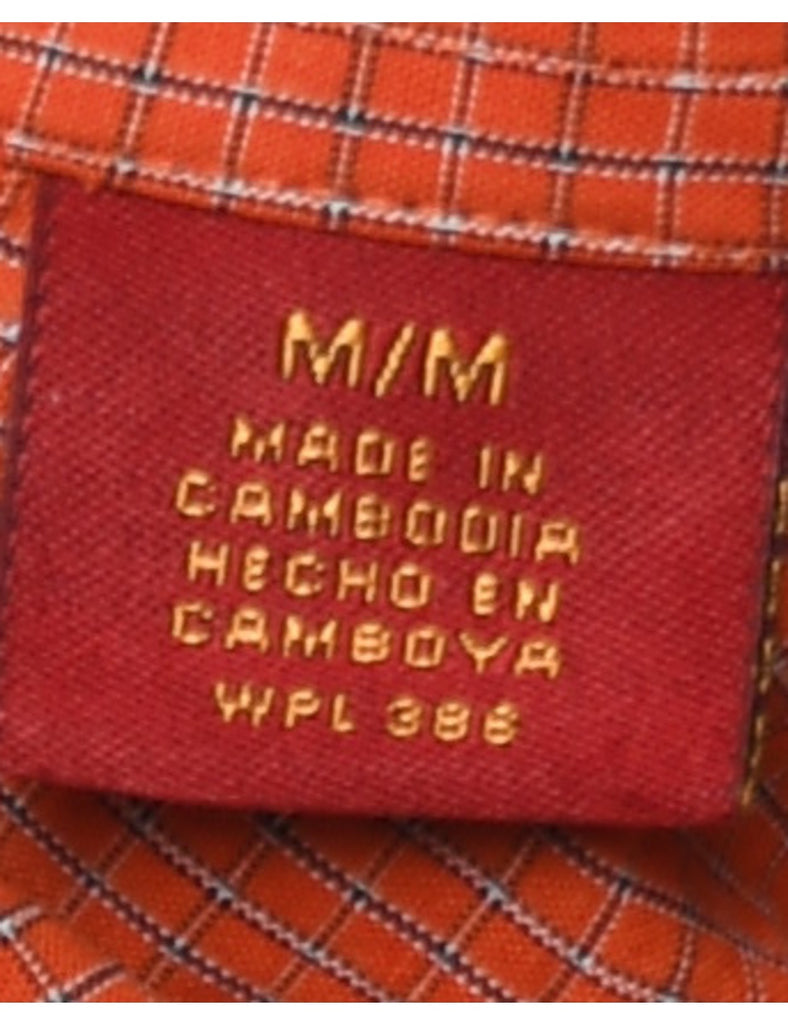 M/M
MADE IN
CAMBODIA
HECHO EN
CAMBOYA
WPL 386